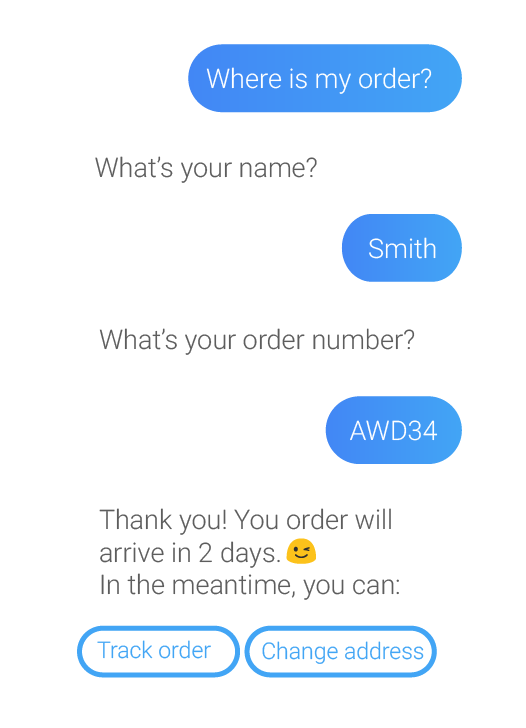 Where is my order?
What's your name?
Smith
What's your order number?
AWD34
Thank you! You order will
arrive in 2 days. 😉
In the meantime, you can:
Track order
Change address